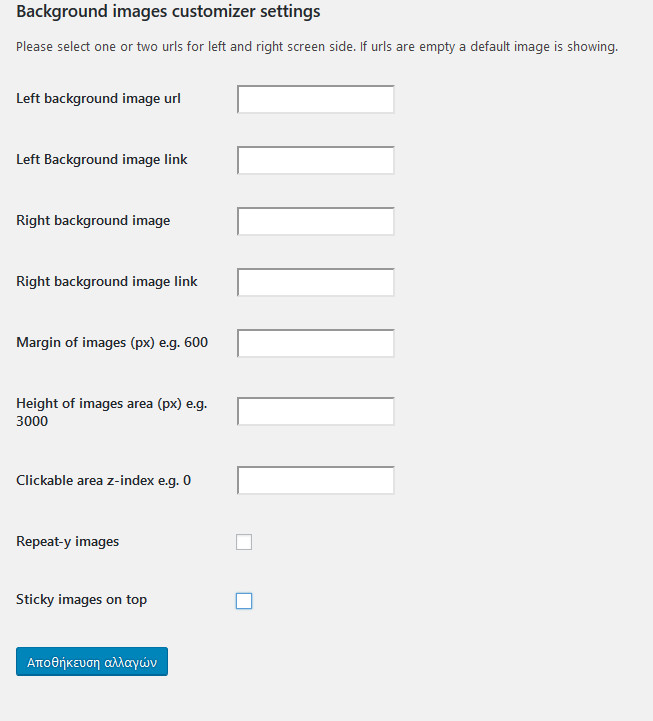 Background images customizer settings
Please select one or two urls for left and right screen side. If urls are empty a default image is showing.
Left background image url
Left Background image link
Right background image
Right background image link
Margin of images (px) e.g. 600
Height of images area (px) e.g.
3000
Clickable area z-index e.g. 0
Repeat-y images
Sticky images on top
Αποθήκευση αλλαγών